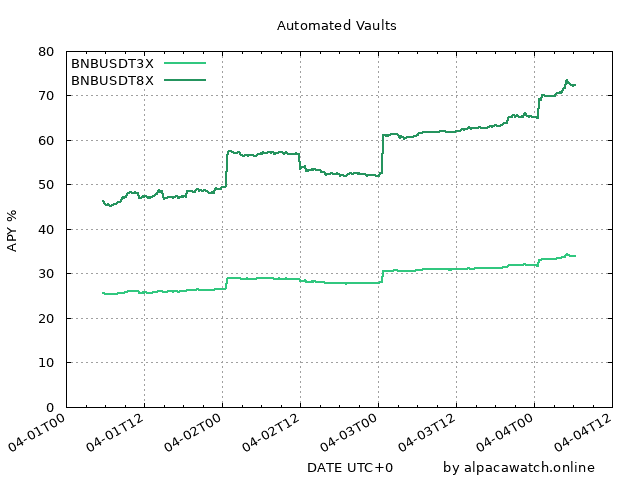 Automated Vaults
BNBUSDT3X
BNBUSDT8X
80
70
60
50
40
30
20
10
0
APY %
04-01T00
04-01T12
04-02T00
04-02T12
04-03T00
04-03T12
04-04T00
04-04T12
DATE UTC+0
by alpacawatch.online